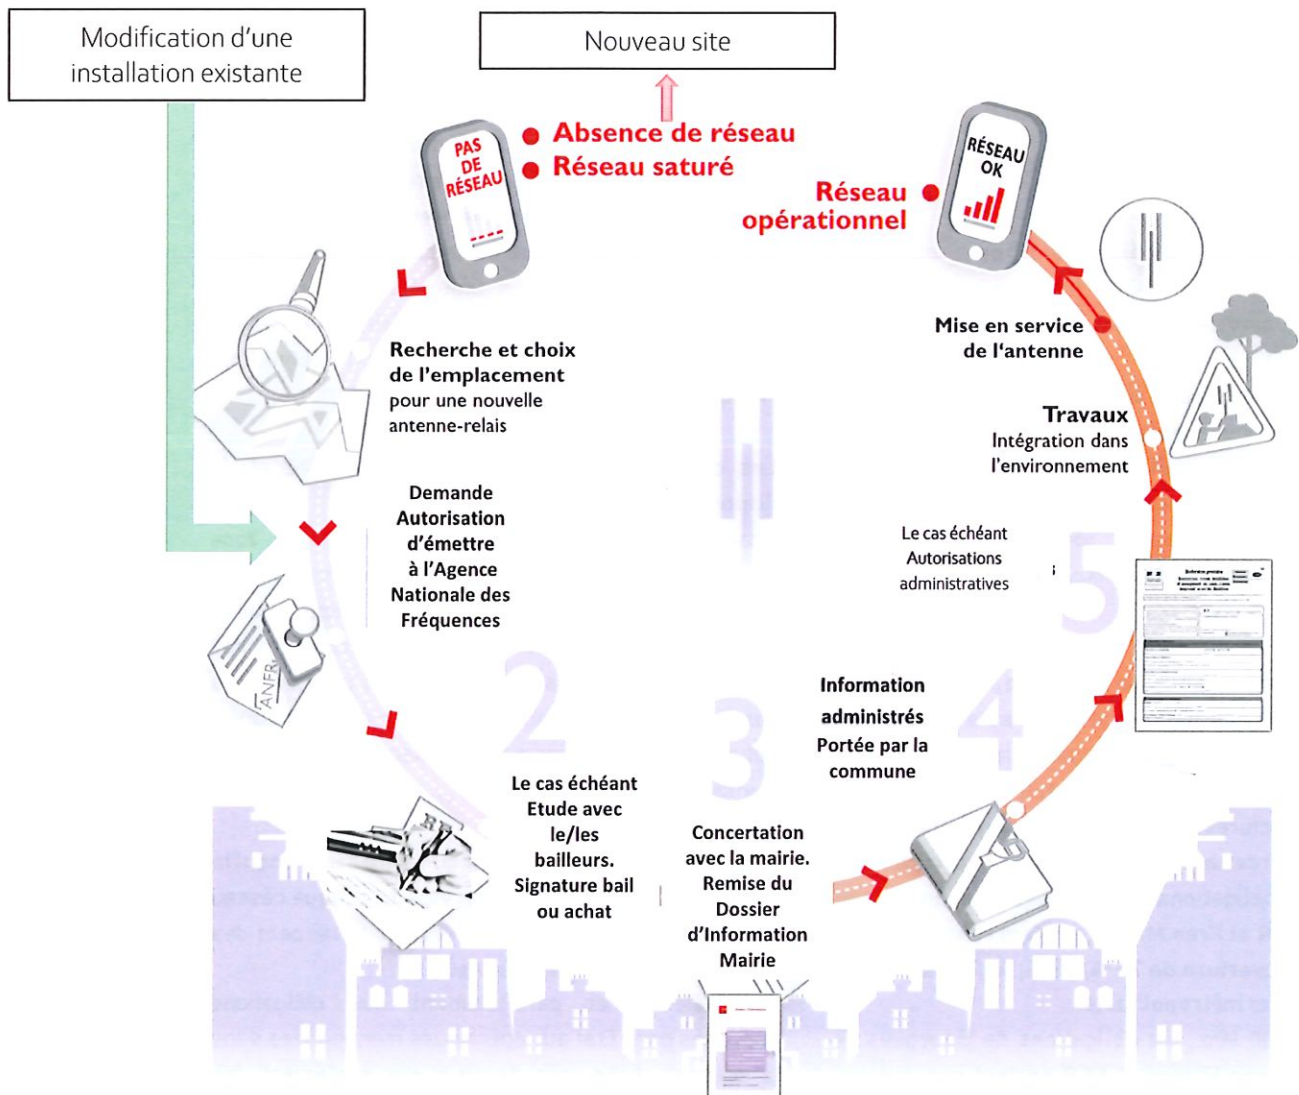 Modification d'une
installation existante
Nouveau site
Absence de réseau
Réseau saturé
PAS
DE
RÉSEAU
RÉSEAU
OK
Réseau
opérationnel
Recherche et choix
de l'emplacement
pour une nouvelle
antenne-relais
Mise en service
de l'antenne
Travaux
Intégration dans
l'environnement
Demande
Autorisation
d'émettre
à l'Agence
Nationale des
Fréquences
ANFR
Le cas échéant
Autorisations
administratives
5
2
Le cas échéant
Etude avec
le/les
bailleurs.
Signature bail
ou achat
3
Concertation
avec la mairie.
Remise du
Dossier
d'Information
Mairie
4
Information
administrés
Portée par la
commune